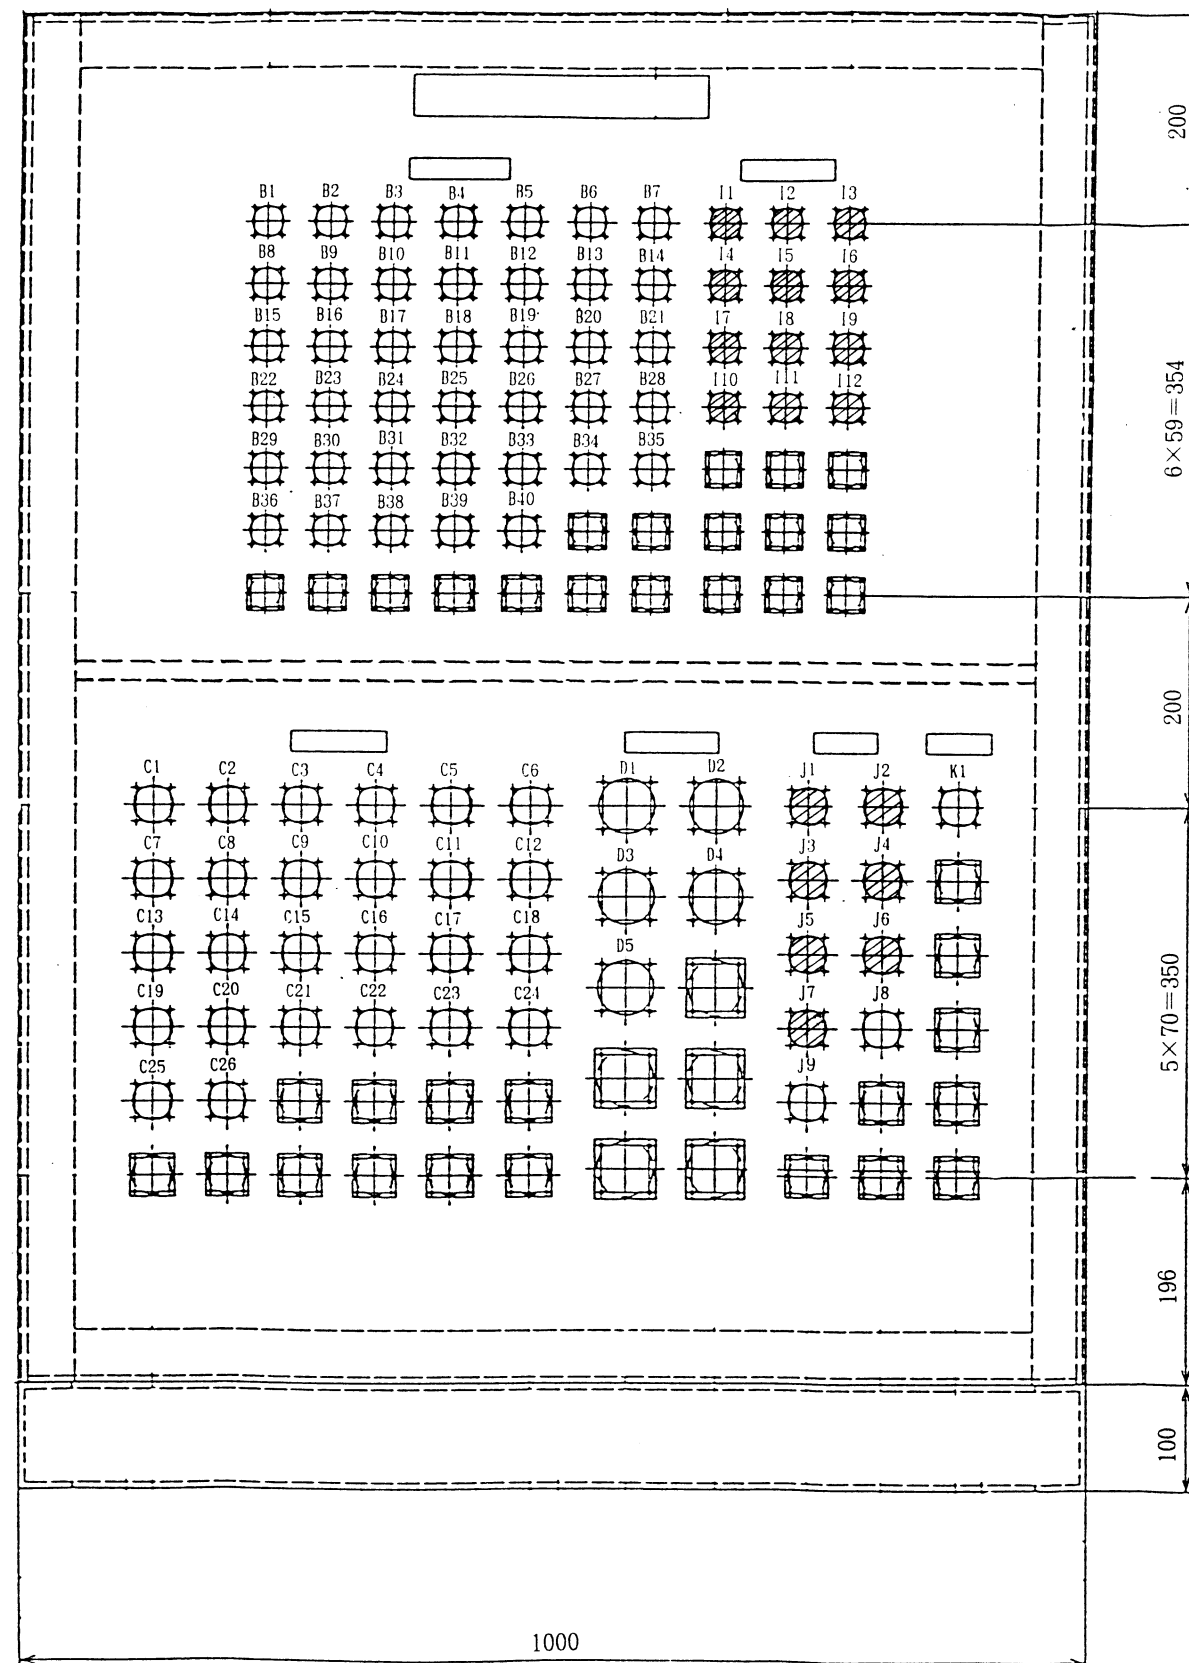 200
B1 B2 B3 B4 B5 B6 B7 I1 I2 I3
B8 B9 B10 B11 B12 B13 B14 I4 I5 I6
B15 B16 B17 B18 B19 B20 B21 I7 I8 I9
B22 B23 B24 B25 B26 B27 B28 I10 I11 I12
B29 B30 B31 B32 B33 B34 B35
6×59=354
B36 B37 B38 B39 B40
200
C1 C2 C3 C4 C5 C6 D1 D2 J1 J2 K1
C7 C8 C9 C10 C11 C12 D3 D4 J3 J4
C13 C14 C15 C16 C17 C18 D5 J5 J6
C19 C20 C21 C22 C23 C24 J7 J8
5×70=350
C25 C26 J9
196
100
1000